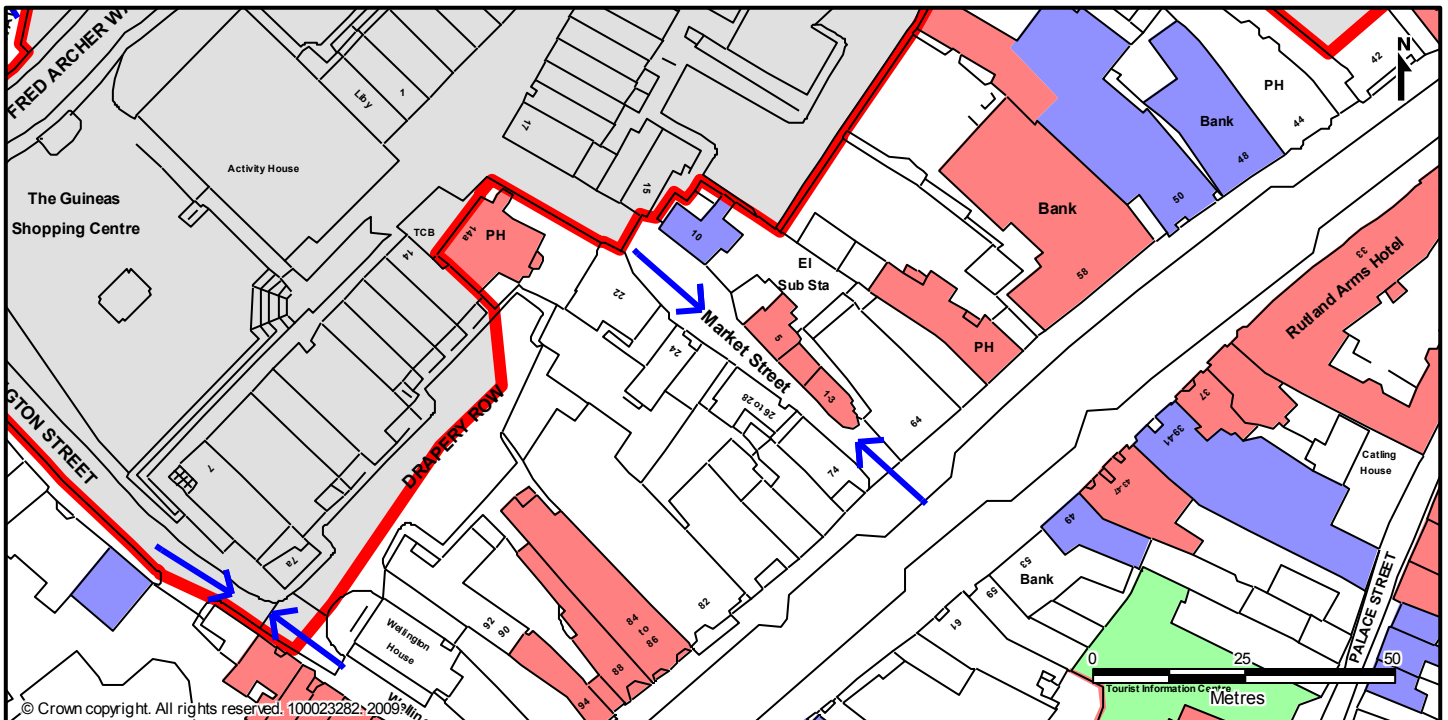 FRED ARCHER W
Liby
1
17
Activity House
The Guineas
Shopping Centre
TCB
14
14a
PH
15
10
22
El
Sub Sta
Market Street
24
5
1-3
26 to 28
74
64
PH
Bank
58
50
Bank
48
PH
44
42
N
33
Rutland Arms Hotel
37
39-41
43-47
49
53
Bank
59
61
Catling
House
PALACE STREET
GTON STREET
DRAPERY ROW
7
7a
Wellington
House
92
90
94
88
84
to
86
82
Tourist Information Centre
0
25
50
Metres
© Crown copyright. All rights reserved. 100023282. 2009.